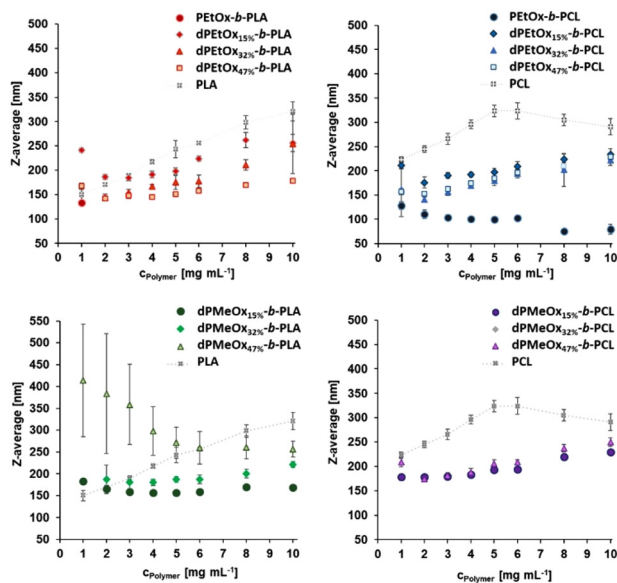 500
450
400
350
300
250
200
150
100
50
Z-average [nm]
0 1 2 3 4 5 6 7 8 9 10
cPolymer [mg mL-1]
PEtOx-b-PLA
dPEtOx15%-b-PLA
dPEtOx32%-b-PLA
dPEtOx47%-b-PLA
PLA
500
450
400
350
300
250
200
150
100
50
Z-average [nm]
0 1 2 3 4 5 6 7 8 9 10
cPolymer [mg mL-1]
PEtOx-b-PCL
dPEtOx15%-b-PCL
dPEtOx32%-b-PCL
dPEtOx47%-b-PCL
PCL
550
500
450
400
350
300
250
200
150
100
50
Z-average [nm]
0 1 2 3 4 5 6 7 8 9 10
cPolymer [mg mL-1]
dPMeOx15%-b-PLA
dPMeOx32%-b-PLA
dPMeOx47%-b-PLA
PLA
500
450
400
350
300
250
200
150
100
50
Z-average [nm]
0 1 2 3 4 5 6 7 8 9 10
cPolymer [mg mL-1]
dPMeOx15%-b-PCL
dPMeOx32%-b-PCL
dPMeOx47%-b-PCL
PCL